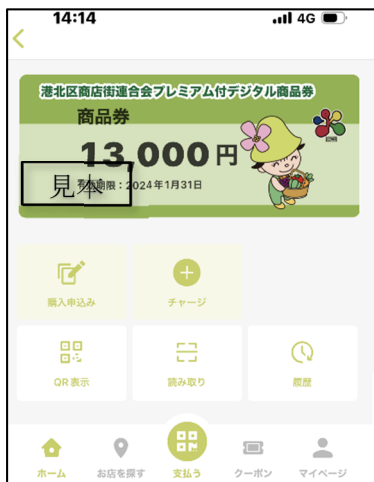 14:14
4G
港北区商店街連合会プレミアム付デジタル商品券
商品券
13,000円
見本
有効期限：2024年1月31日
購入申込み
チャージ
QR表示
読み取り
履歴
ホーム
お店を探す
支払う
クーポン
マイページ